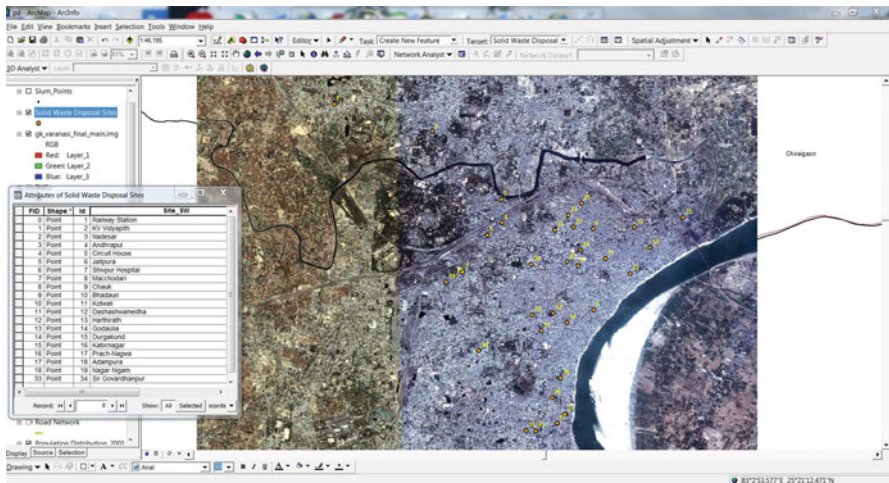 pd - ArcMap - ArcInfo
File Edit View Bookmarks Insert Selection Tools Window Help
1:46,195
Editor
Task: Create New Feature
Target: Solid Waste Disposal
Spatial Adjustment
Network Analyst
Network Dataset:
3D Analyst
Layer:
Slum_Points
Solid Waste Disposal Sites
gk_varanasi_final_main.img
RGB
Red: Layer_1
Green: Layer_2
Blue: Layer_3
Chiraigaon
Attributes of Solid Waste Disposal Sites
FID Shape * Id Site_SW
0 Point 1 Railway Station
1 Point 2 KV Vidyapith
2 Point 3 Nadesar
3 Point 4 Andhrapul
4 Point 5 Circuit House
5 Point 6 Jaitpura
6 Point 7 Shivpur Hospital
7 Point 8 Macchodari
8 Point 9 Chauk
9 Point 10 Bhadaun
10 Point 11 Kotwali
11 Point 12 Dashashwamedha
12 Point 13 Harthrath
13 Point 14 Godaulia
14 Point 15 Durgakund
15 Point 16 Kabirnagar
16 Point 17 Prach-Nagwa
17 Point 18 Adampura
18 Point 19 Nagar Nigam
33 Point 34 Sir Govardhanpur
Record: 0 Show: All Selected
Road Network
Population Distribution_2001
Display Source Selection
Drawing
Arial
B I U A
83°2'53.577"E 25°21'12.471"N